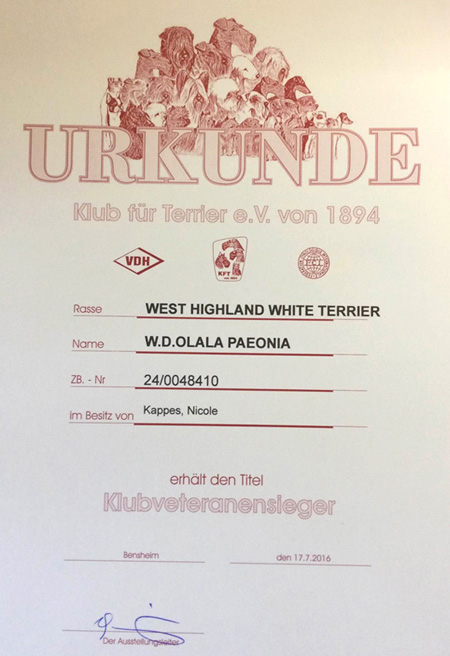 URKUNDE
Klub für Terrier e.V. von 1894
VDH
KFT
FCI
Rasse WEST HIGHLAND WHITE TERRIER
Name W.D.OLALA PAEONIA
ZB. - Nr 24/0048410
im Besitz von Kappes, Nicole
erhält den Titel
Klubveteranensieger
Bensheim den 17.7.2016
Der Ausstellungsleiter